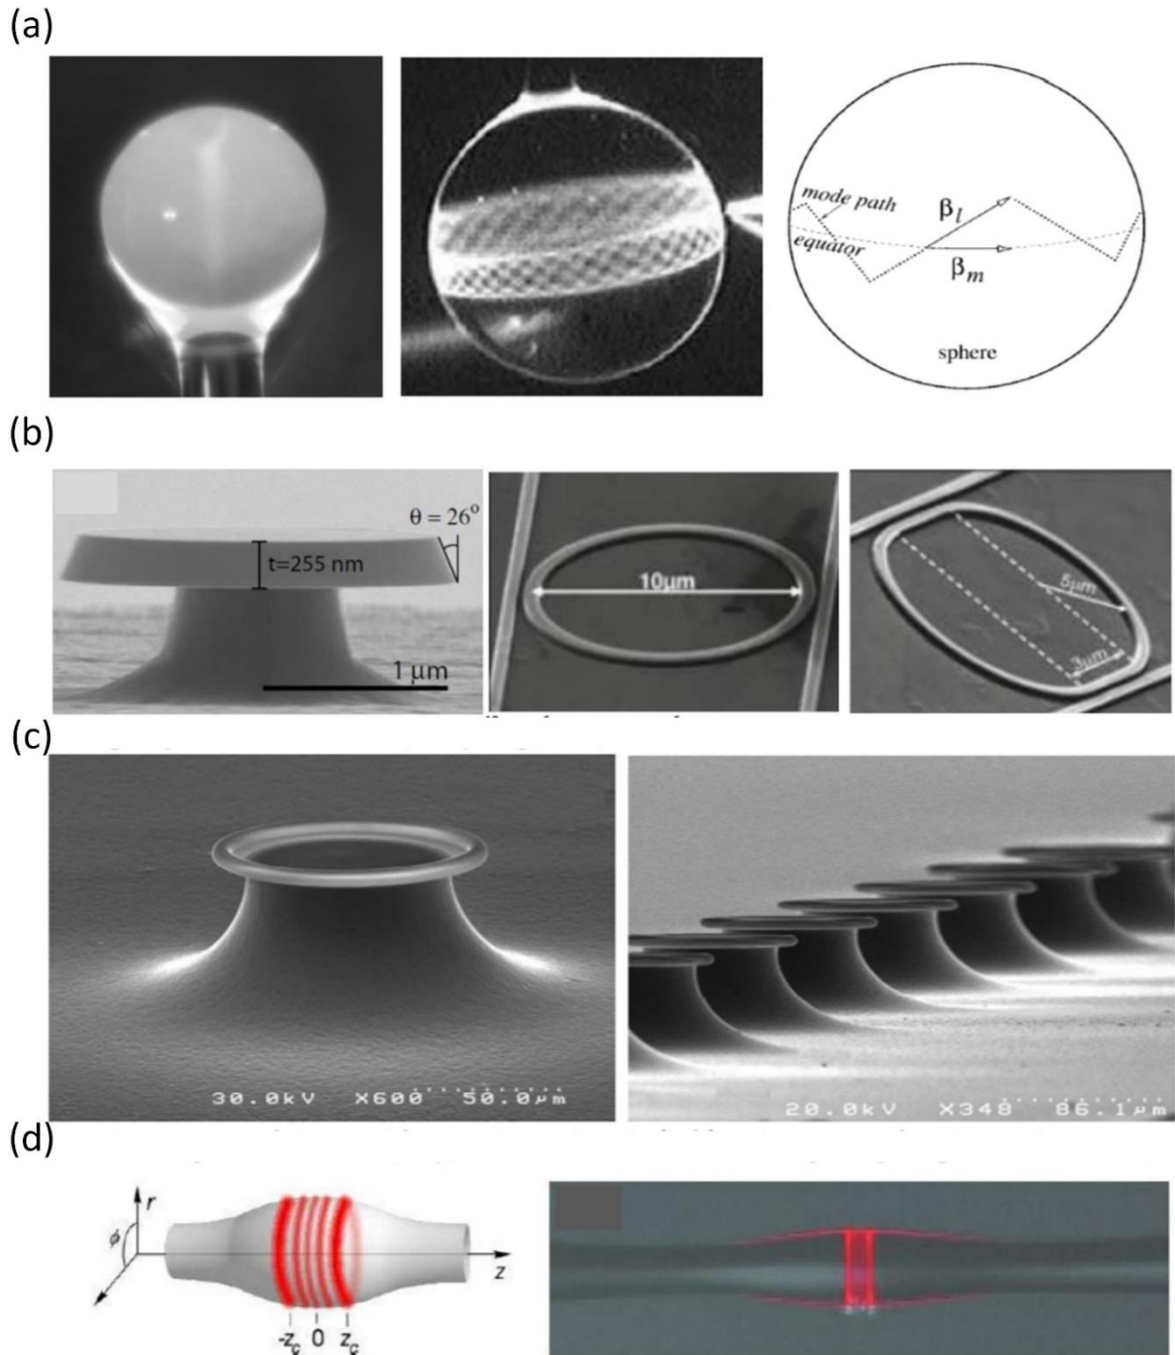 (a)
mode path
β_l
equator
β_m
sphere
(b)
θ = 26°
t=255 nm
1 μm
10μm
5μm
3μm
(c)
30.0kV X600 50.0μm
20.0kV X348 86.1μm
(d)
r
ϕ
z
-z_c 0 z_c